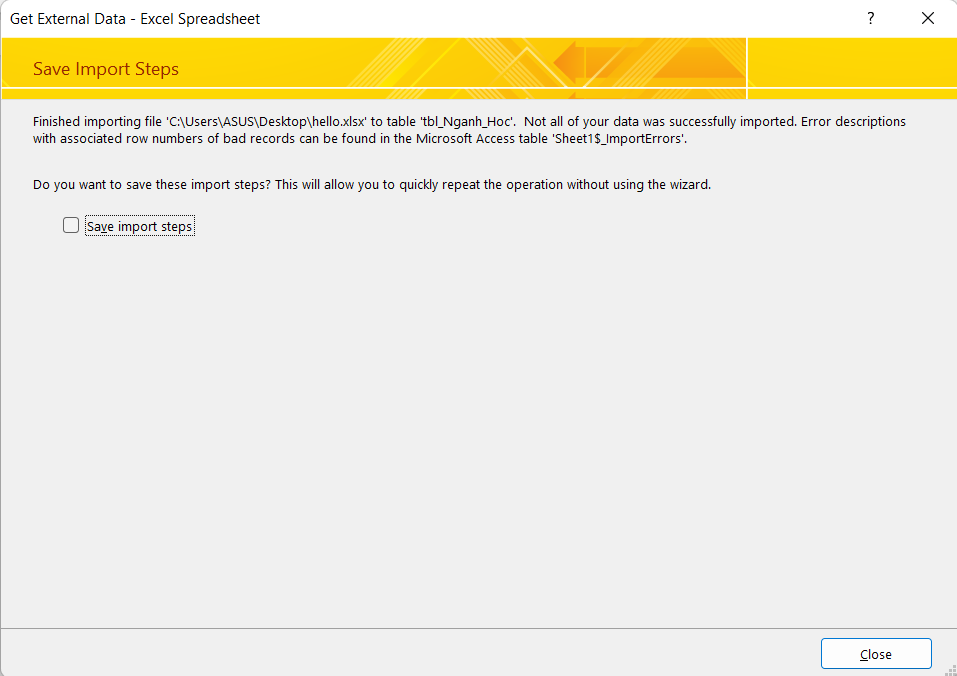 Get External Data - Excel Spreadsheet
?
Save Import Steps
Finished importing file 'C:\Users\ASUS\Desktop\hello.xlsx' to table 'tbl_Nganh_Hoc'.  Not all of your data was successfully imported. Error descriptions
with associated row numbers of bad records can be found in the Microsoft Access table 'Sheet1$_ImportErrors'.
Do you want to save these import steps? This will allow you to quickly repeat the operation without using the wizard.
Save import steps
Close